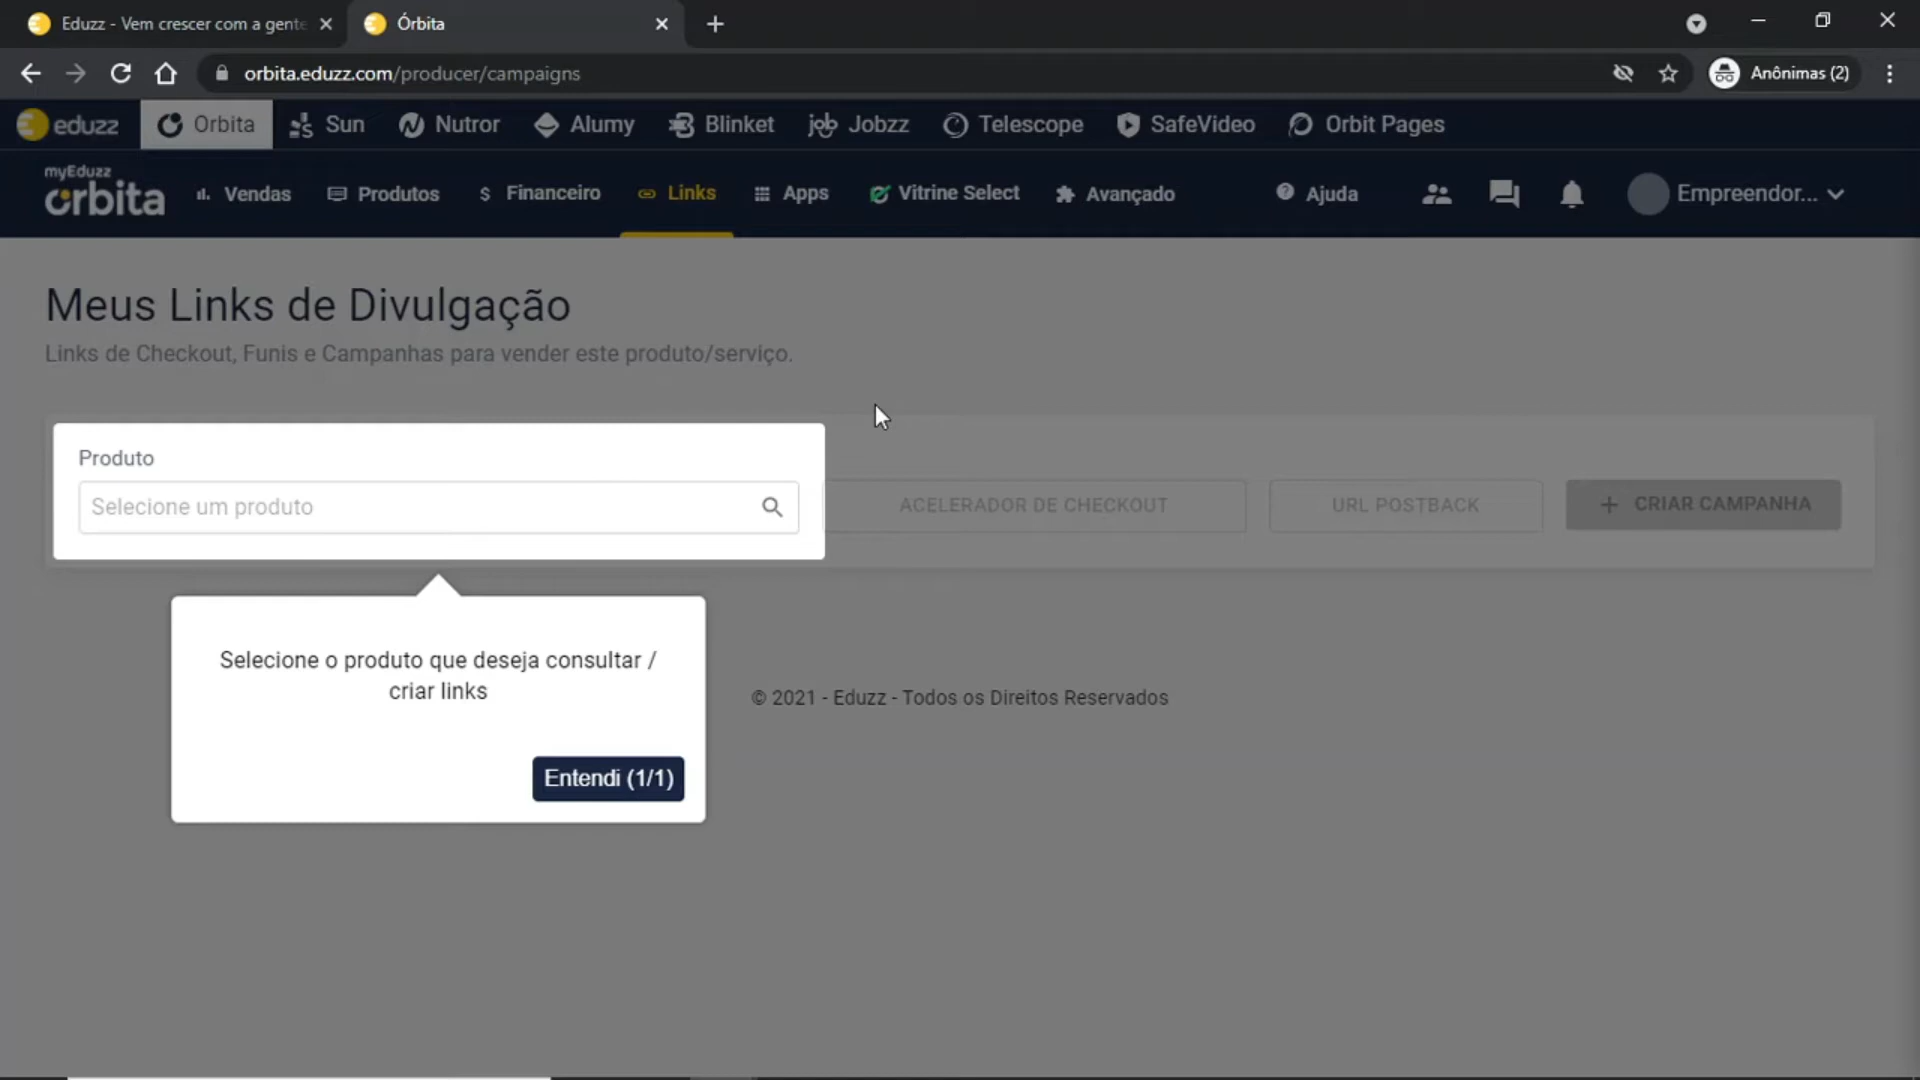 Eduzz - Vem crescer com a gente
Órbita
orbita.eduzz.com/producer/campaigns
Anônimas (2)
eduzz
Orbita
Sun
Nutror
Alumy
Blinket
job Jobzz
Telescope
SafeVideo
Orbit Pages
myEduzz
órbita
Vendas
Produtos
$ Financeiro
Links
Apps
Vitrine Select
Avançado
? Ajuda
Empreendor...
Meus Links de Divulgação
Links de Checkout, Funis e Campanhas para vender este produto/serviço.
Produto
Selecione um produto
ACELERADOR DE CHECKOUT
URL POSTBACK
+ CRIAR CAMPANHA
Selecione o produto que deseja consultar /
criar links
Entendi (1/1)
© 2021 - Eduzz - Todos os Direitos Reservados